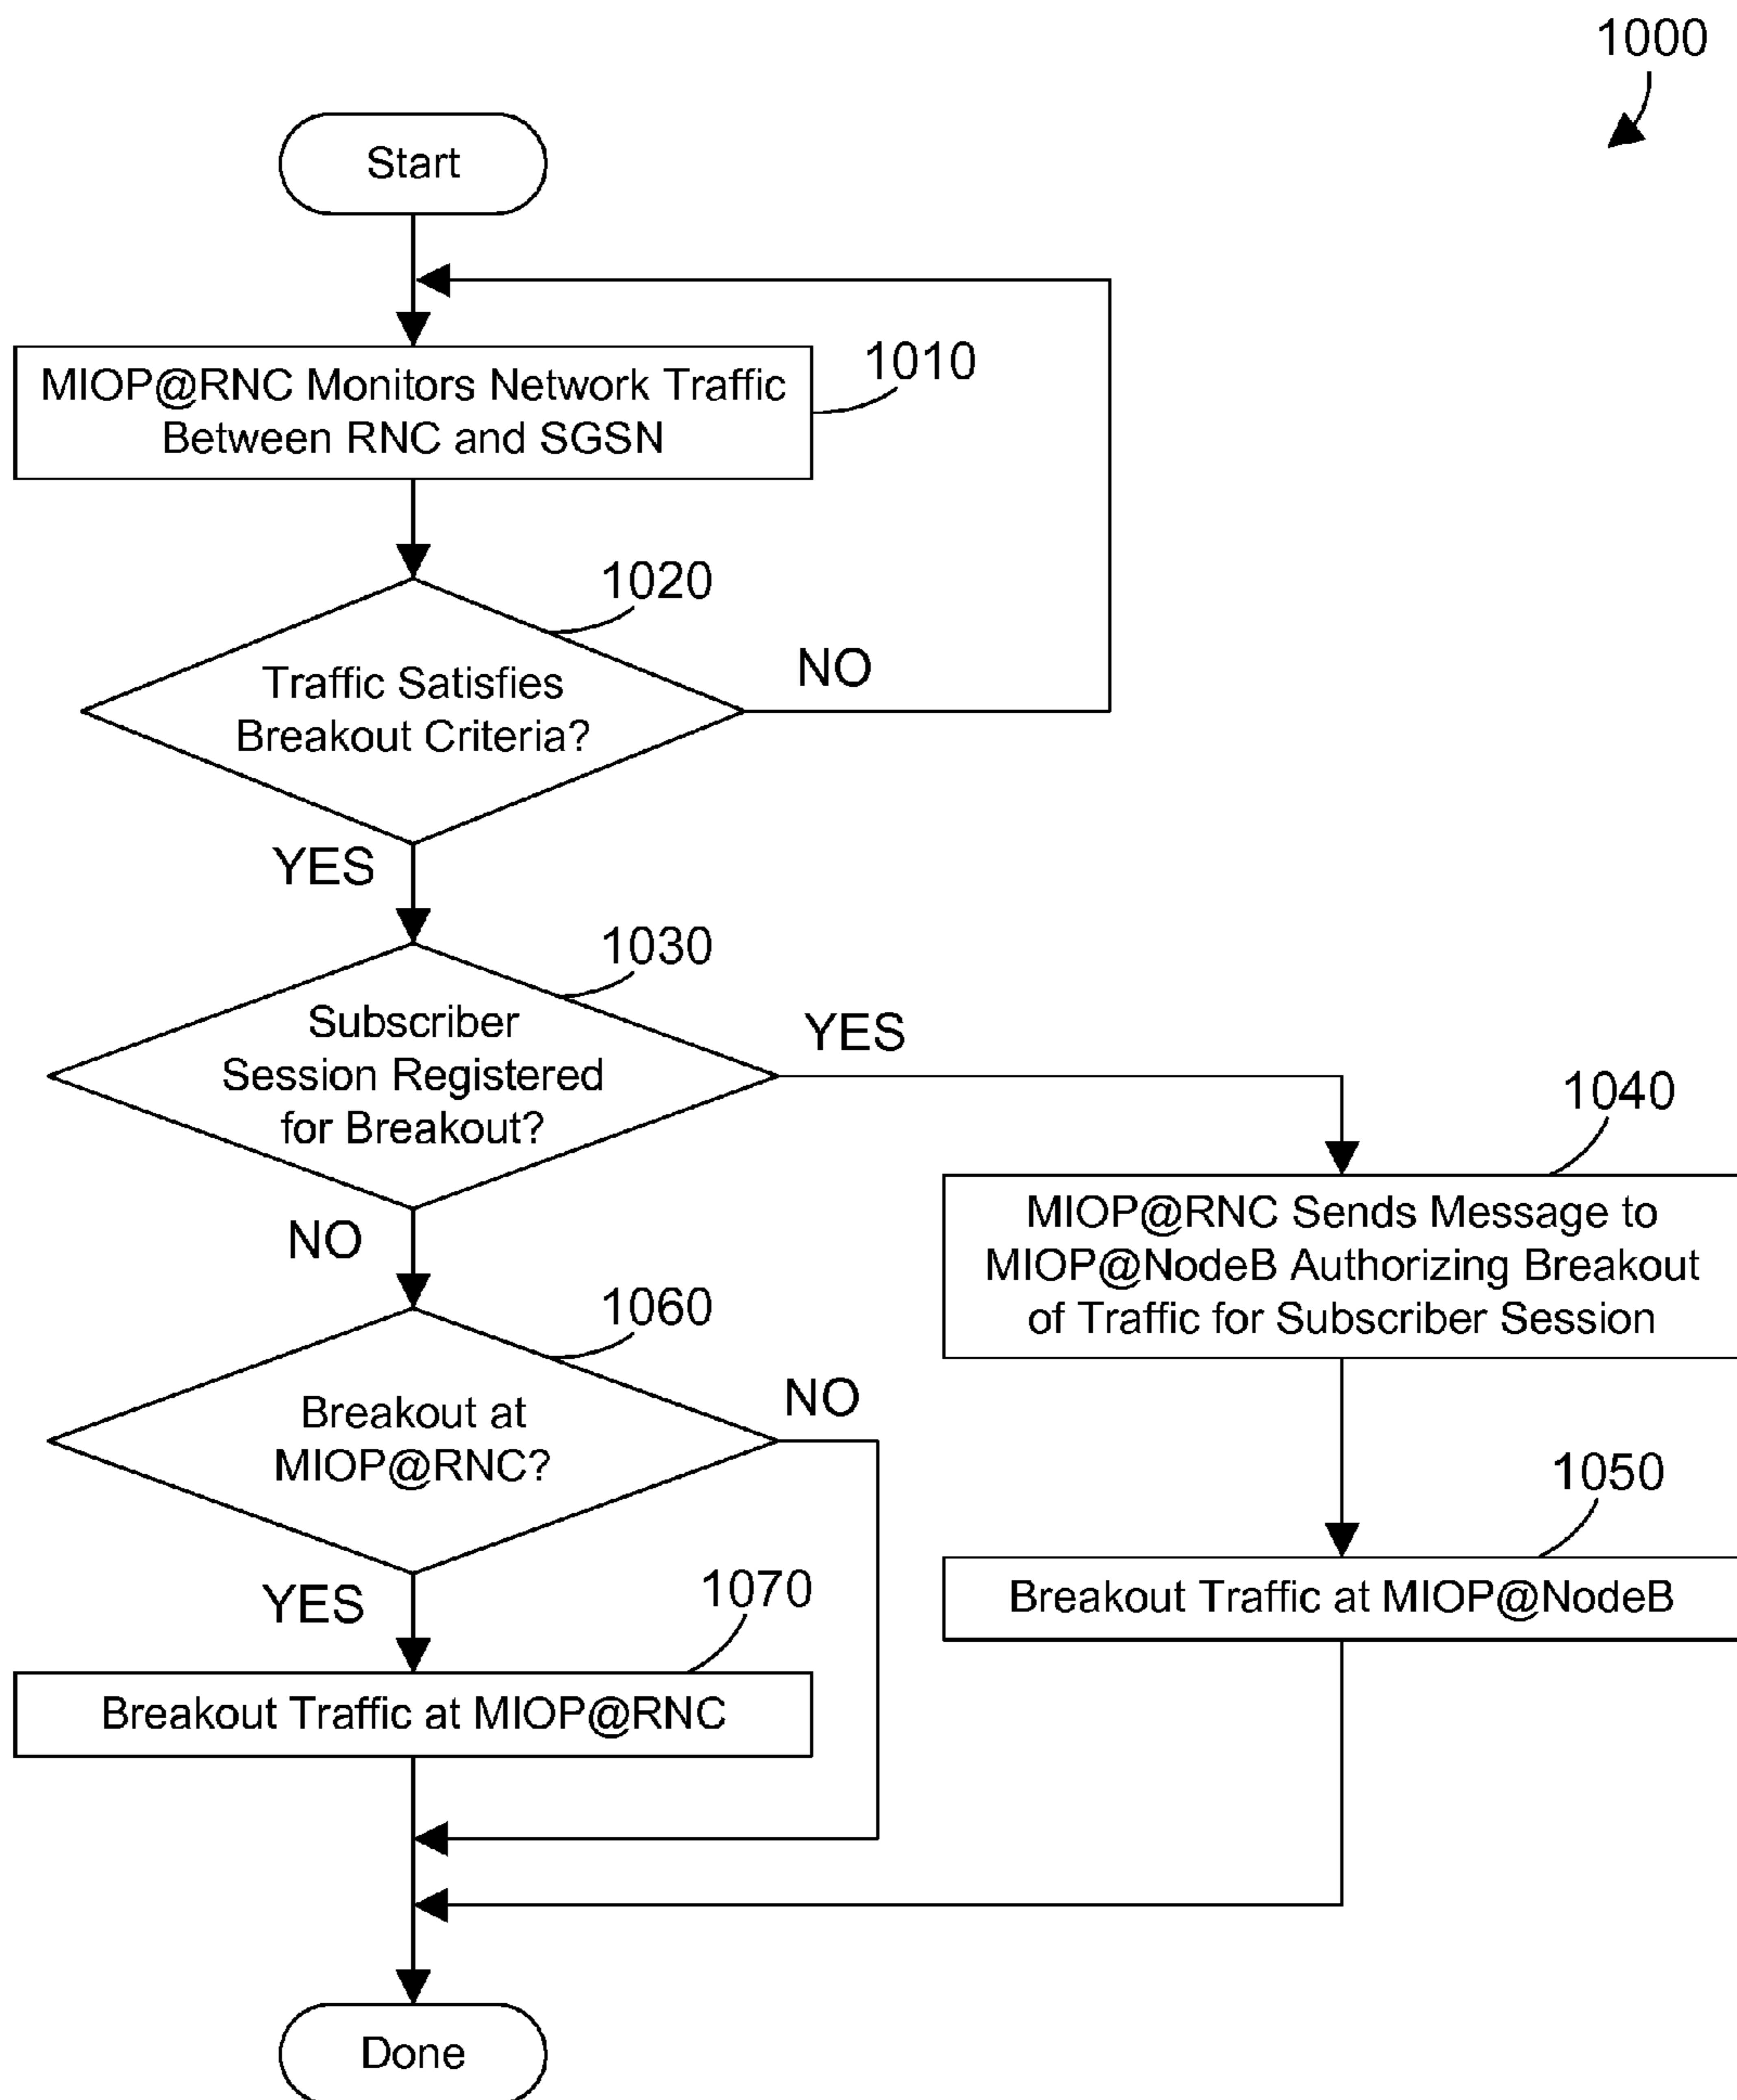 1000
Start
MIOP@RNC Monitors Network Traffic
Between RNC and SGSN
1010
1020
Traffic Satisfies
Breakout Criteria?
NO
YES
1030
Subscriber
Session Registered
for Breakout?
YES
NO
1040
MIOP@RNC Sends Message to
MIOP@NodeB Authorizing Breakout
of Traffic for Subscriber Session
1060
Breakout at
MIOP@RNC?
NO
YES
1050
Breakout Traffic at MIOP@NodeB
1070
Breakout Traffic at MIOP@RNC
Done